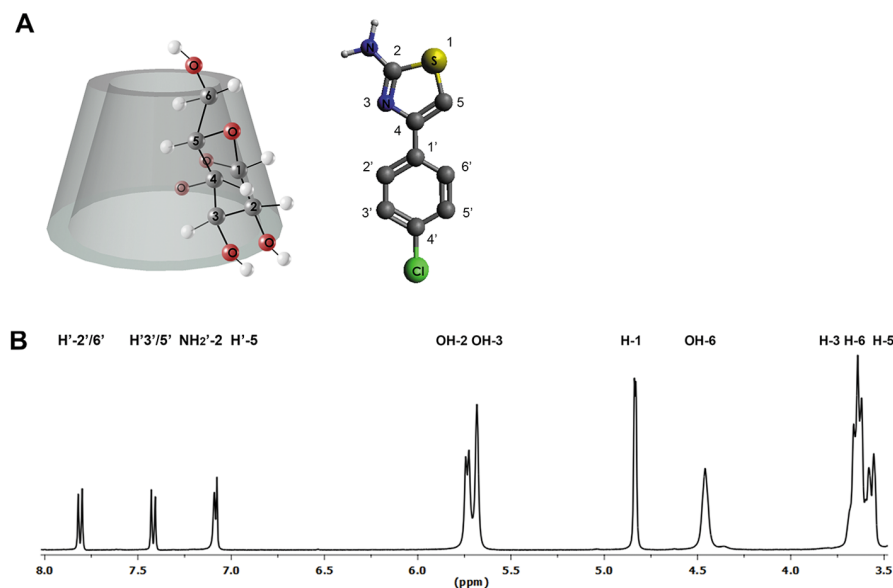 A
O
6
O
5
O
1
4
O
2
3
O
O
N
2
S
1
3
N
5
4
1'
2'
6'
3'
5'
4'
Cl
B
H'-2'/6' H'3'/5' NH2'-2 H'-5 OH-2 OH-3 H-1 OH-6 H-3 H-6 H-5
8.0 7.5 7.0 6.5 6.0 5.5 5.0 4.5 4.0 3.5
(ppm)